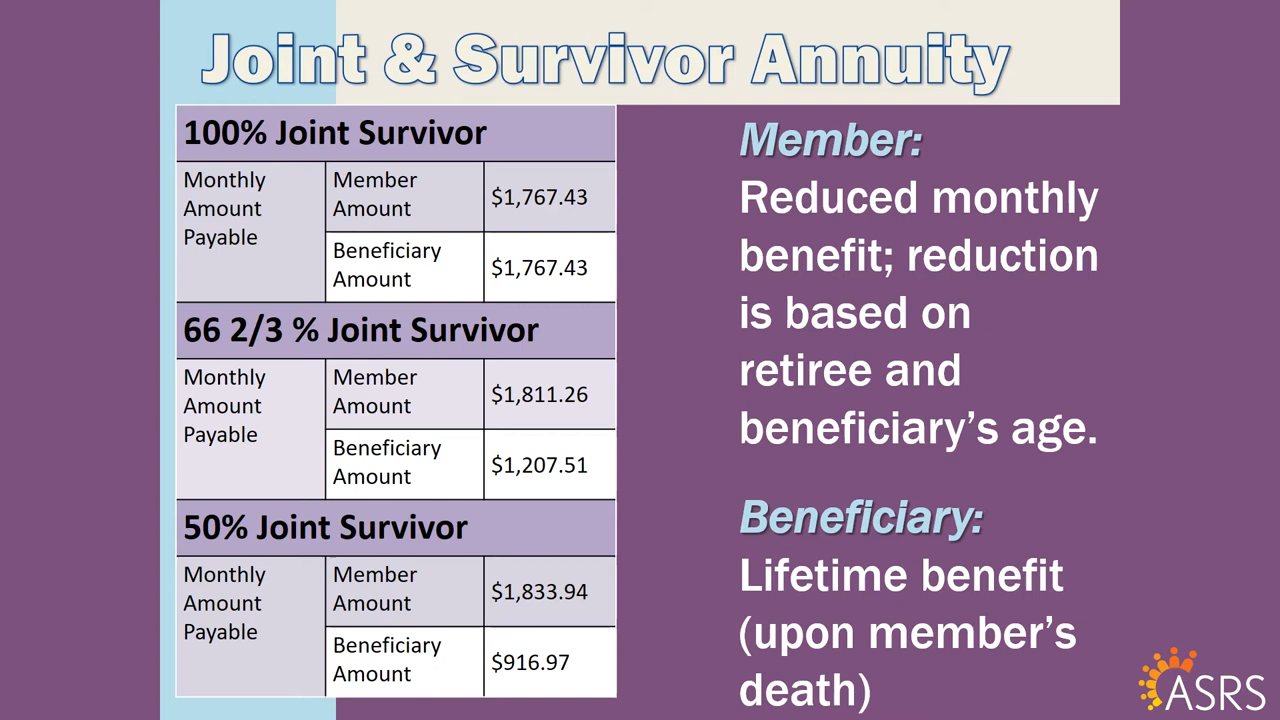 Joint & Survivor Annuity
100% Joint Survivor
Monthly
Amount
Payable
Member
Amount
$1,767.43
Beneficiary
Amount
$1,767.43
66 2/3 % Joint Survivor
Monthly
Amount
Payable
Member
Amount
$1,811.26
Beneficiary
Amount
$1,207.51
50% Joint Survivor
Monthly
Amount
Payable
Member
Amount
$1,833.94
Beneficiary
Amount
$916.97
Member:
Reduced monthly
benefit; reduction
is based on
retiree and
beneficiary’s age.
Beneficiary:
Lifetime benefit
(upon member’s
death)
ASRS